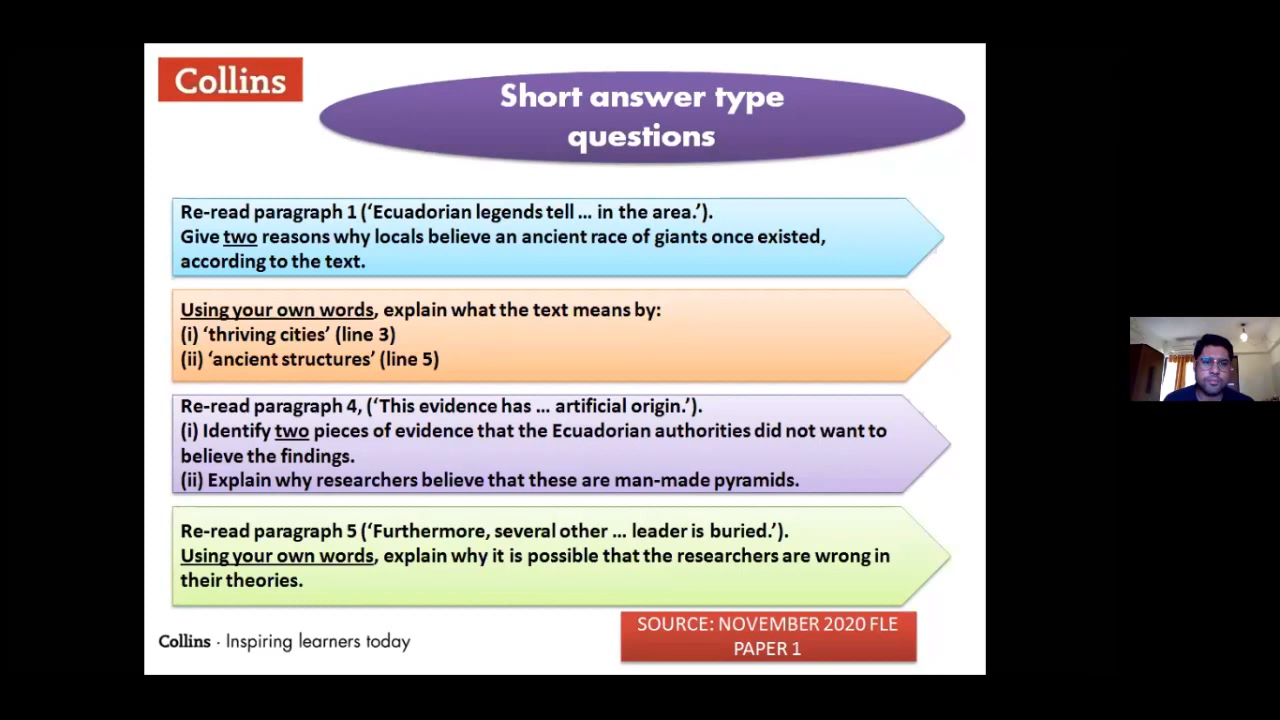 Collins
Short answer type
questions
Re-read paragraph 1 (‘Ecuadorian legends tell ... in the area.’).
Give two reasons why locals believe an ancient race of giants once existed,
according to the text.
Using your own words, explain what the text means by:
(i) ‘thriving cities’ (line 3)
(ii) ‘ancient structures’ (line 5)
Re-read paragraph 4, (‘This evidence has ... artificial origin.’).
(i) Identify two pieces of evidence that the Ecuadorian authorities did not want to
believe the findings.
(ii) Explain why researchers believe that these are man-made pyramids.
Re-read paragraph 5 (‘Furthermore, several other ... leader is buried.’).
Using your own words, explain why it is possible that the researchers are wrong in
their theories.
Collins · Inspiring learners today
SOURCE: NOVEMBER 2020 FLE
PAPER 1